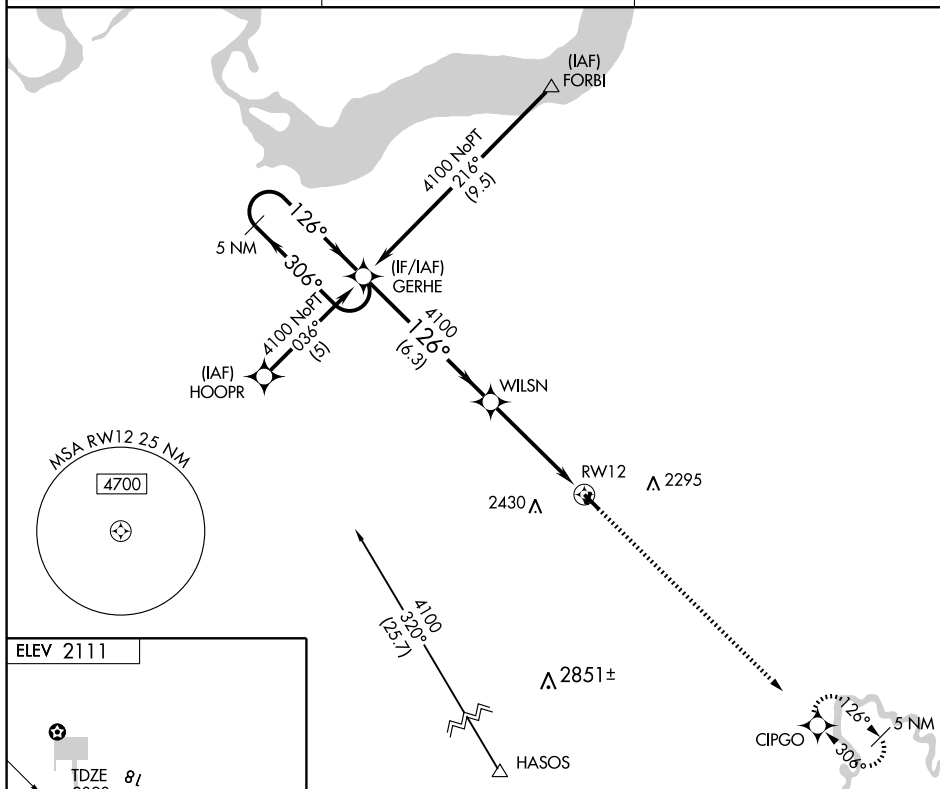 (IAF)
FORBI
4100 NoPT
216°
(9.5)
126°
5 NM
306°
(IF/IAF)
GERHE
4100 NoPT
036°
(5)
4100
126°
(6.3)
(IAF)
HOOPR
WILSN
MSA RW12 25 NM
4700
RW12
2295
2430
4100
320°
(25.7)
ELEV 2111
2851±
126°
5 NM
CIPGO
306°
HASOS
TDZE
18